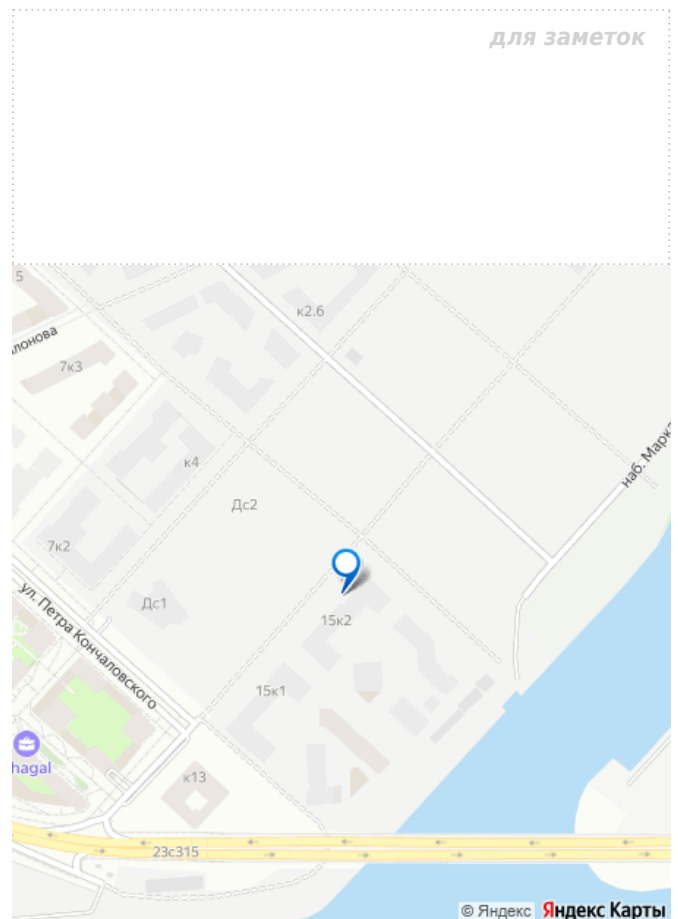 для заметок
5
к2.6
лонова
7к3
наб. Марка
к4
Дс2
7к2
Дс1
ул. Петра Кончаловского
15к2
15к1
hagal
к13
23с315
© Яндекс Яндекс Карты